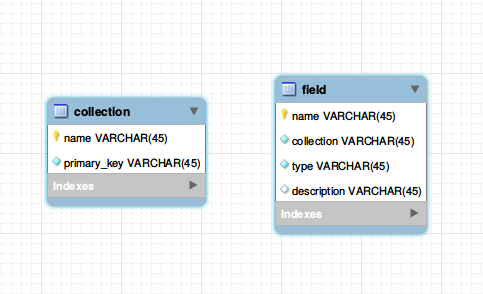 collection
name VARCHAR(45)
primary_key VARCHAR(45)
Indexes
field
name VARCHAR(45)
collection VARCHAR(45)
type VARCHAR(45)
description VARCHAR(45)
Indexes